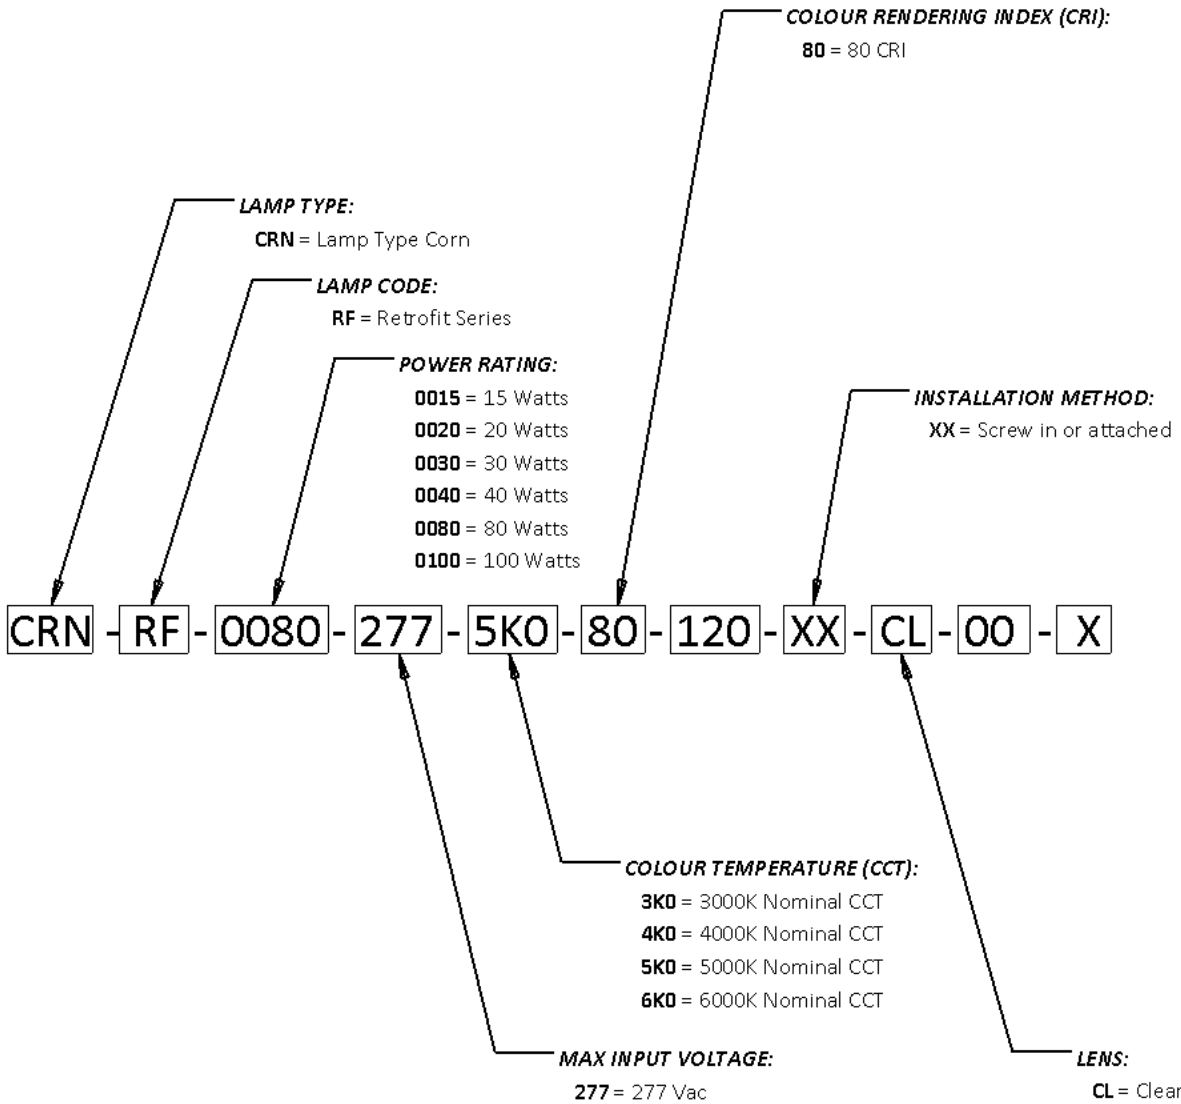 COLOUR RENDERING INDEX (CRI):
80 = 80 CRI
LAMP TYPE:
CRN = Lamp Type Corn
LAMP CODE:
RF = Retrofit Series
POWER RATING:
0015 = 15 Watts
0020 = 20 Watts
0030 = 30 Watts
0040 = 40 Watts
0080 = 80 Watts
0100 = 100 Watts
INSTALLATION METHOD:
XX = Screw in or attached
CRN - RF - 0080 - 277 - 5K0 - 80 - 120 - XX - CL - 00 - X
COLOUR TEMPERATURE (CCT):
3K0 = 3000K Nominal CCT
4K0 = 4000K Nominal CCT
5K0 = 5000K Nominal CCT
6K0 = 6000K Nominal CCT
MAX INPUT VOLTAGE:
277 = 277 Vac
LENS:
CL = Clear